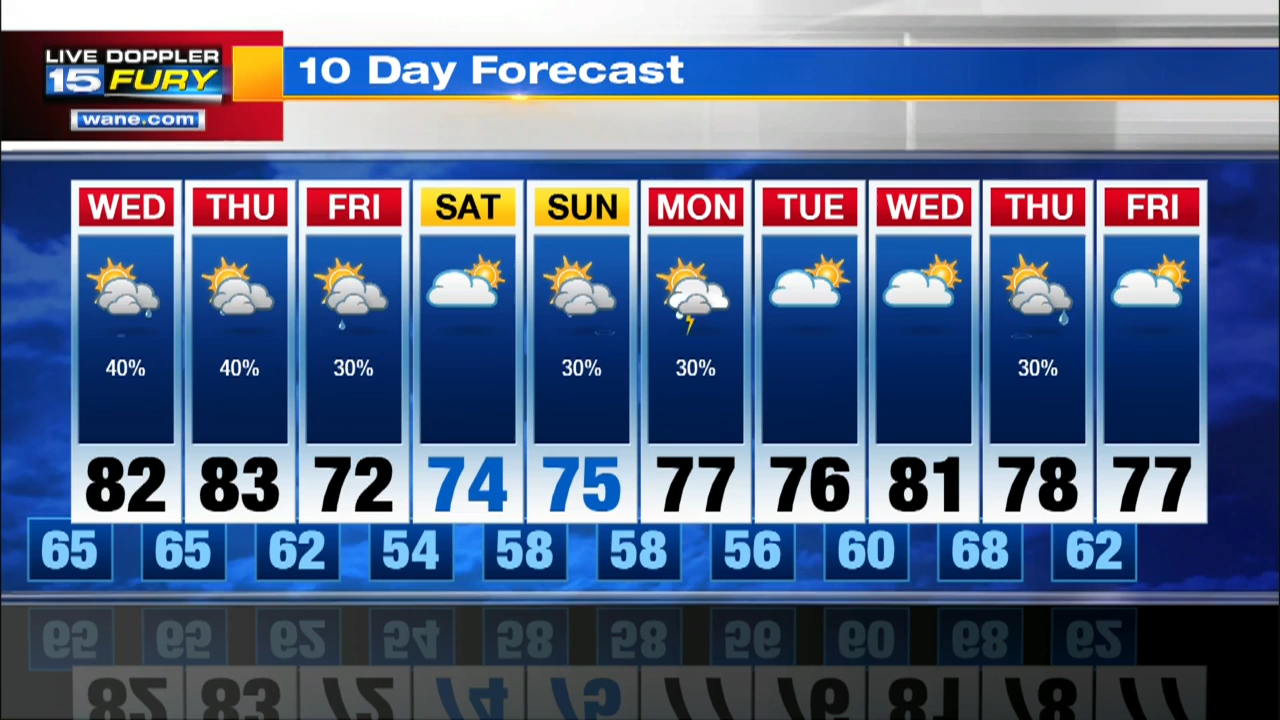 LIVE DOPPLER
15 FURY
wane.com
10 Day Forecast
WED THU FRI SAT SUN MON TUE WED THU FRI
40% 40% 30% 30% 30% 30%
82 83 72 74 75 77 76 81 78 77
65 65 62 54 58 58 56 60 68 62